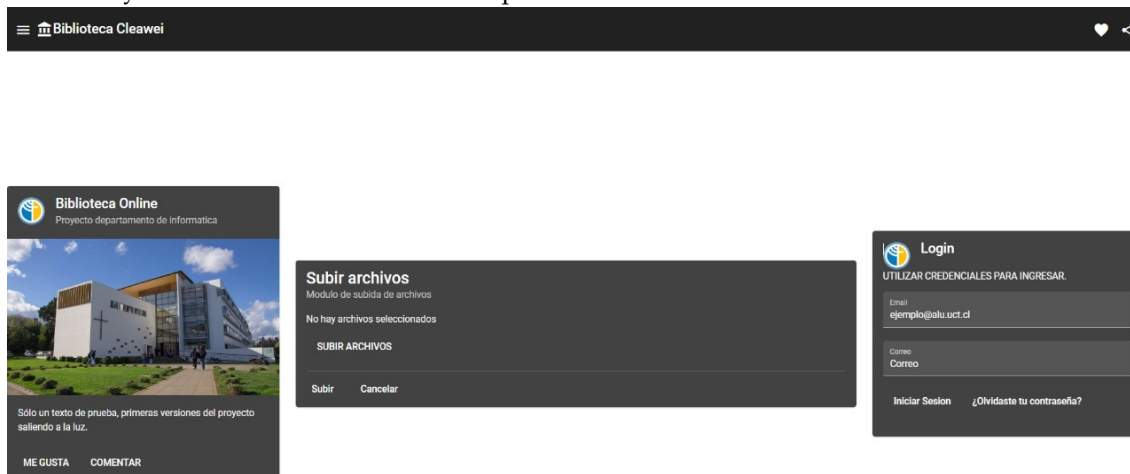 Biblioteca Cleawei
Biblioteca Online
Proyecto departamento de informatica
Sólo un texto de prueba, primeras versiones del proyecto
saliendo a la luz.
ME GUSTA COMENTAR
Subir archivos
Modulo de subida de archivos
No hay archivos seleccionados
SUBIR ARCHIVOS
Subir Cancelar
Login
UTILIZAR CREDENCIALES PARA INGRESAR.
Email
ejemplo@alu.uct.cl
Correo
Correo
Iniciar Sesion ¿Olvidaste tu contraseña?